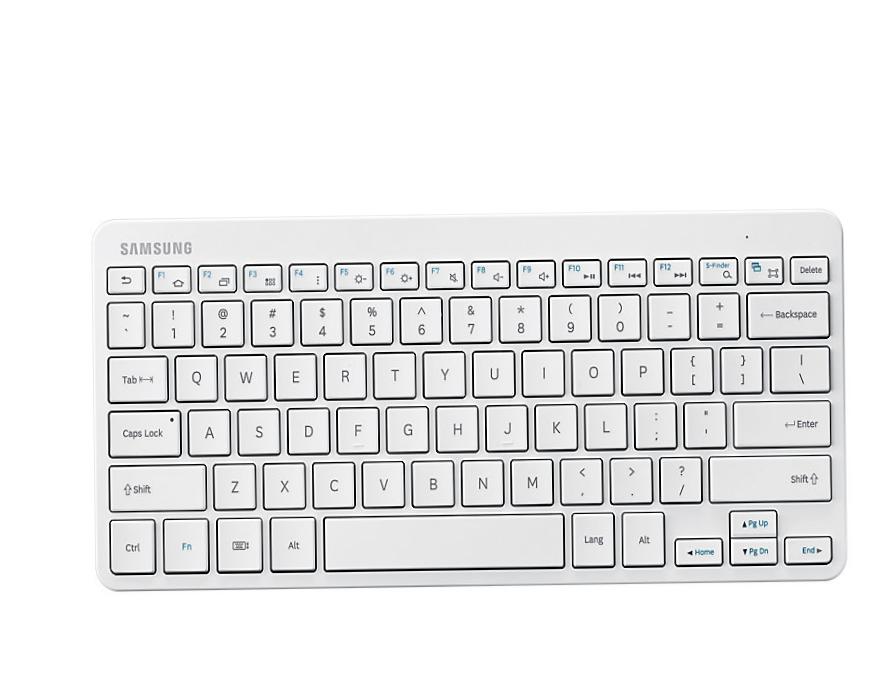 SAMSUNG
F1 F2 F3 F4 F5 F6 F7 F8 F9 F10 F11 F12 S-Finder Delete
~ ` ! 1 @ 2 # 3 $ 4 % 5 ^ 6 & 7 * 8 ( 9 ) 0 _ - + = ← Backspace
Tab Q W E R T Y U I O P { [ } ] | \
Caps Lock A S D F G H J K L : ; " ' ↵ Enter
⇧ Shift Z X C V B N M < , > . ? / Shift ⇧
Ctrl Fn Alt Lang Alt ◄ Home ▲ Pg Up ▼ Pg Dn End ►